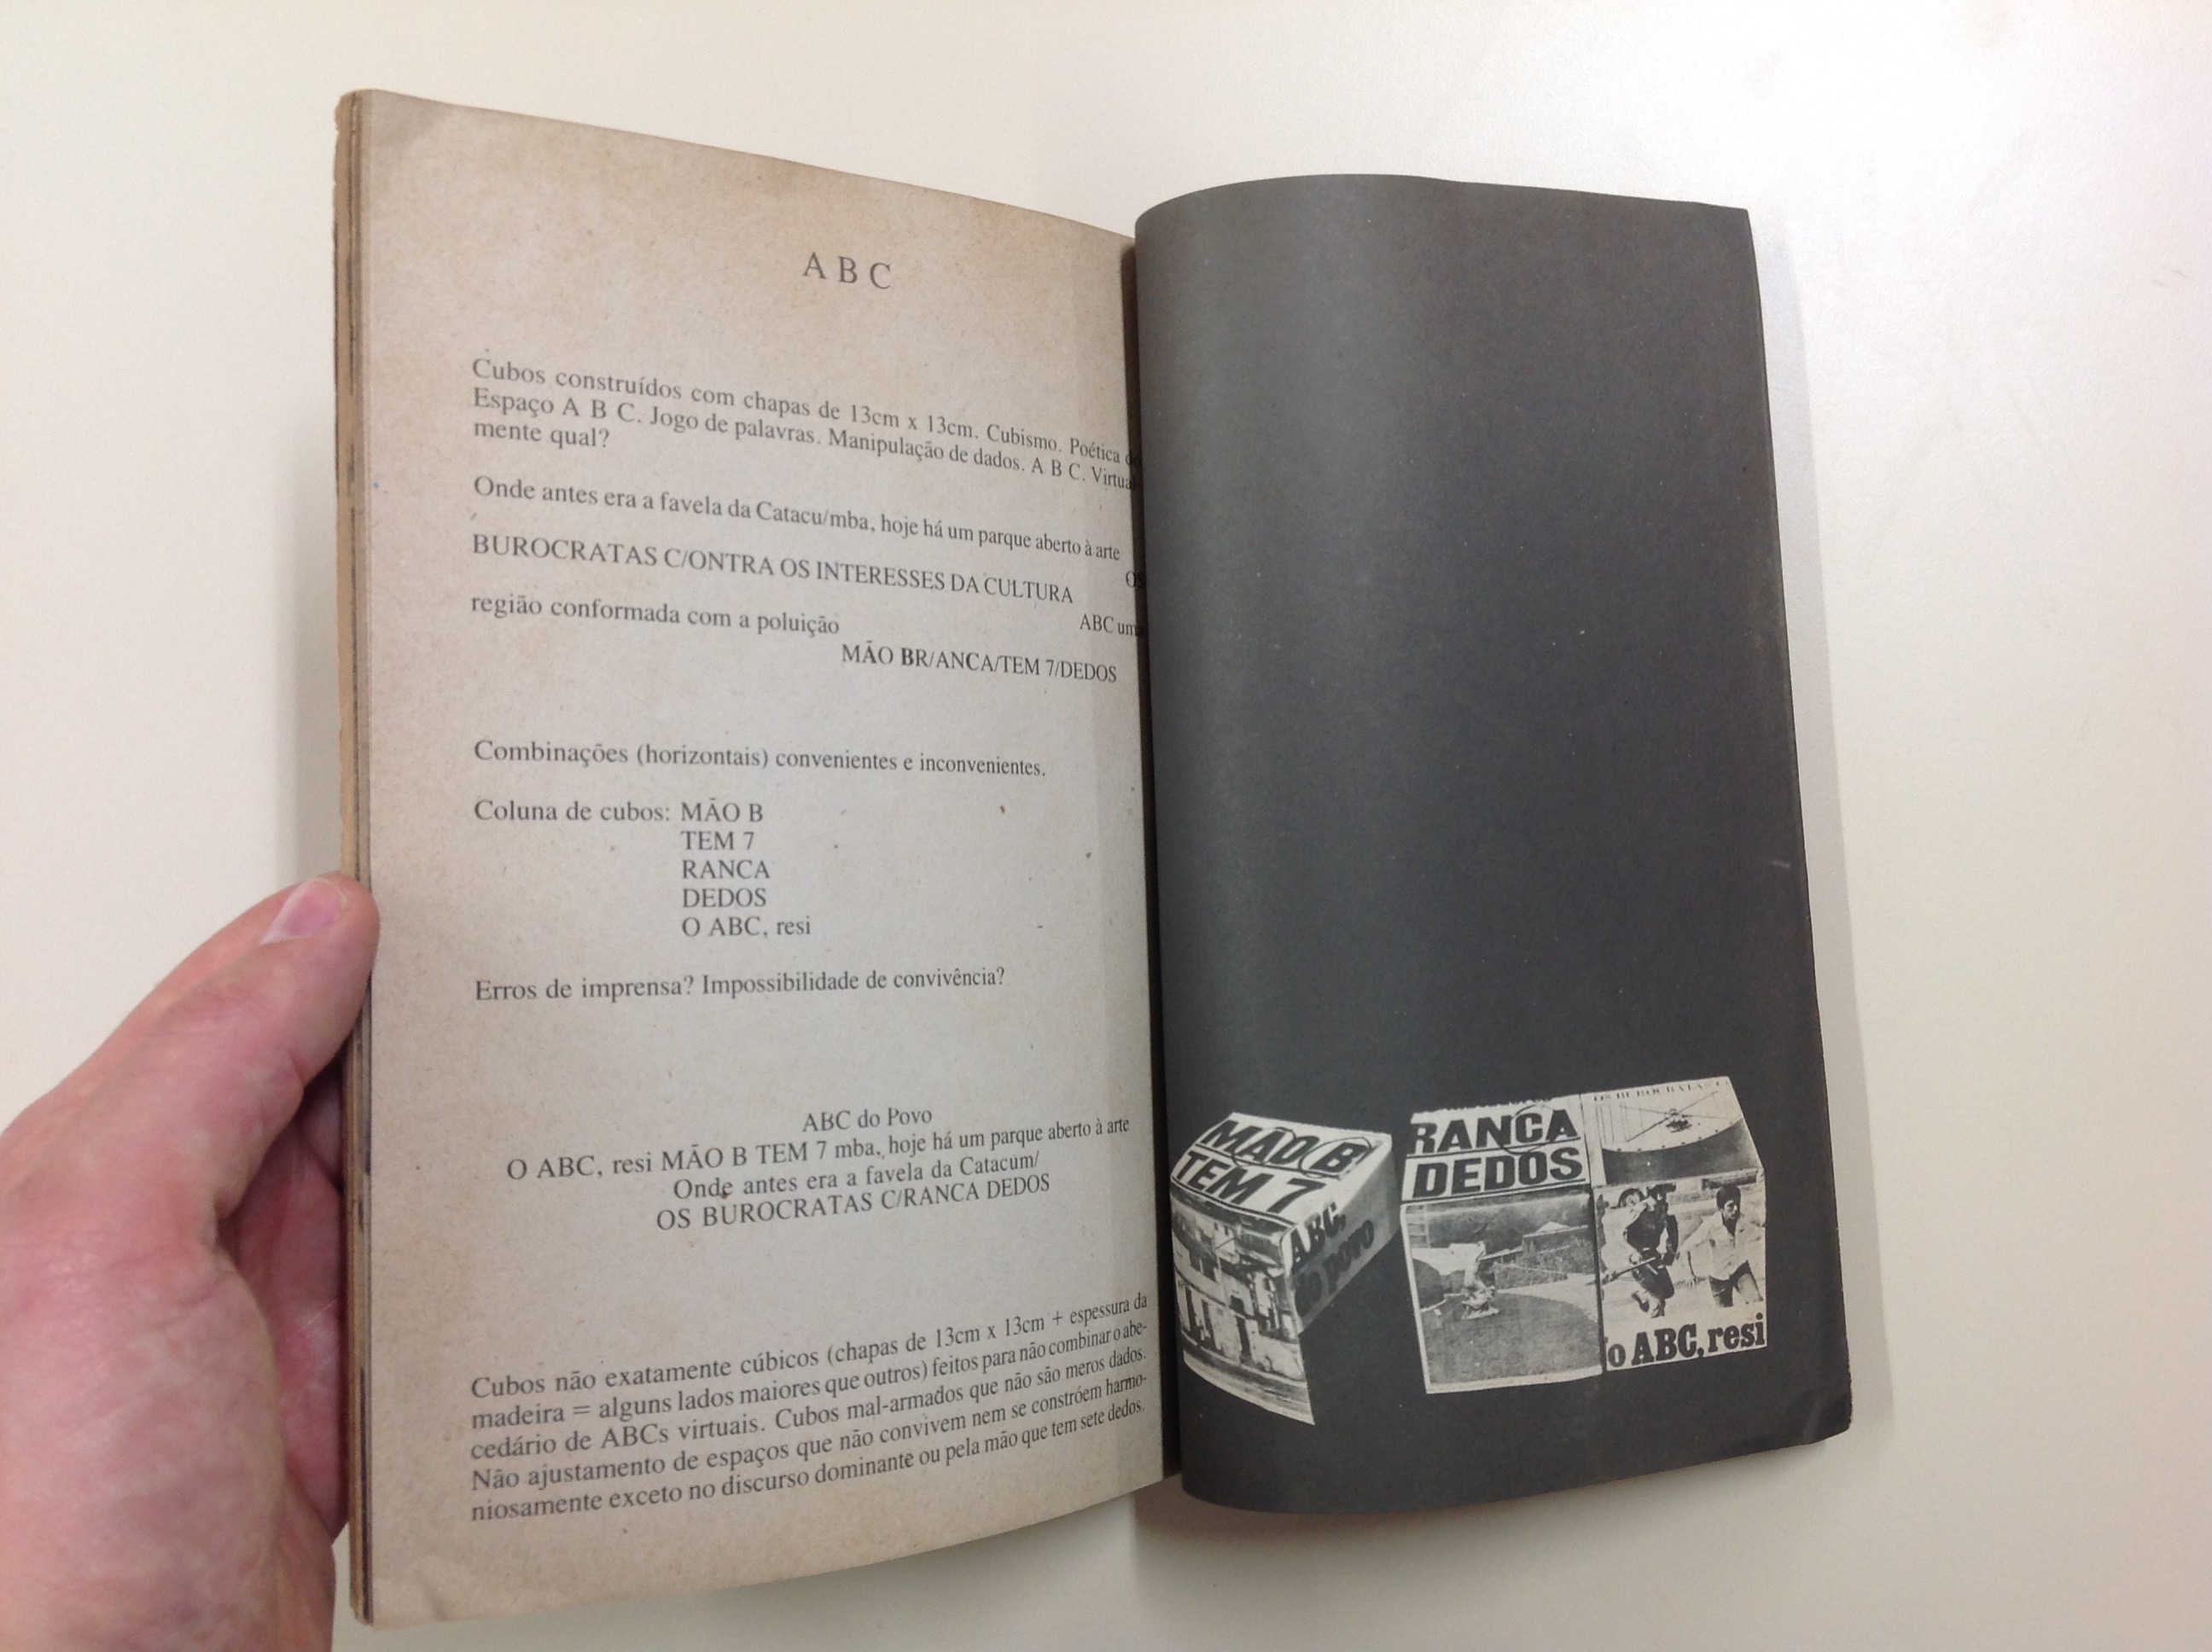 A B C
Cubos construídos com chapas de 13cm x 13cm. Cubismo. Poética
Espaço A B C. Jogo de palavras. Manipulação de dados. A B C. Virtual
mente qual?
Onde antes era a favela da Catacu/mba, hoje há um parque aberto à arte
OS
BUROCRATAS C/ONTRA OS INTERESSES DA CULTURA
ABC um
região conformada com a poluição
MÃO BR/ANCA/TEM 7/DEDOS
Combinações (horizontais) convenientes e inconvenientes.
Coluna de cubos: MÃO B
TEM 7
RANCA
DEDOS
O ABC, resi
Erros de imprensa? Impossibilidade de convivência?
ABC do Povo
O ABC, resi MÃO B TEM 7 mba, hoje há um parque aberto à arte
Onde antes era a favela da Catacum/
OS BUROCRATAS C/RANCA DEDOS
Cubos não exatamente cúbicos (chapas de 13cm x 13cm + espessura da
madeira = alguns lados maiores que outros) feitos para não combinar o abe-
cedário de ABCs virtuais. Cubos mal-armados que não são meros dados.
Não ajustamento de espaços que não convivem nem se constróem harmo-
niosamente exceto no discurso dominante ou pela mão que tem sete dedos.
MÃO B
TEM 7
ABC,
do povo
RANCA
DEDOS
OS BUROCRATAS
o ABC, resi